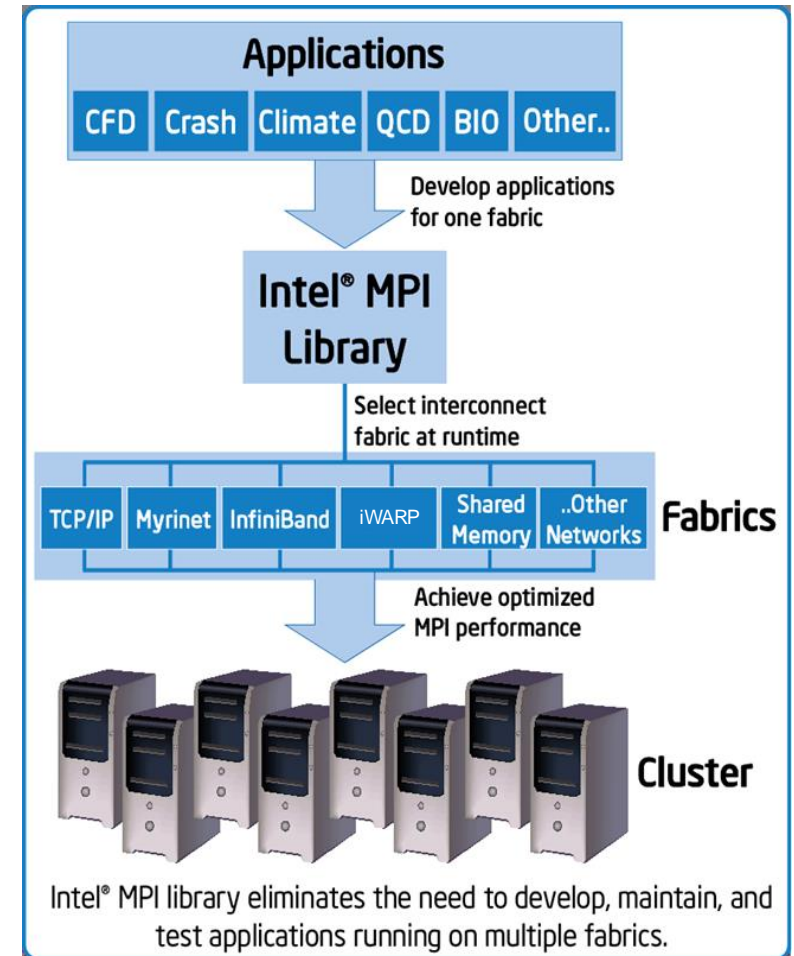 Applications
CFD Crash Climate QCD BIO Other..
Develop applications
for one fabric
Intel® MPI
Library
Select interconnect
fabric at runtime
TCP/IP Myrinet InfiniBand iWARP Shared Memory ..Other Networks
Fabrics
Achieve optimized
MPI performance
Cluster
Intel® MPI library eliminates the need to develop, maintain, and
test applications running on multiple fabrics.